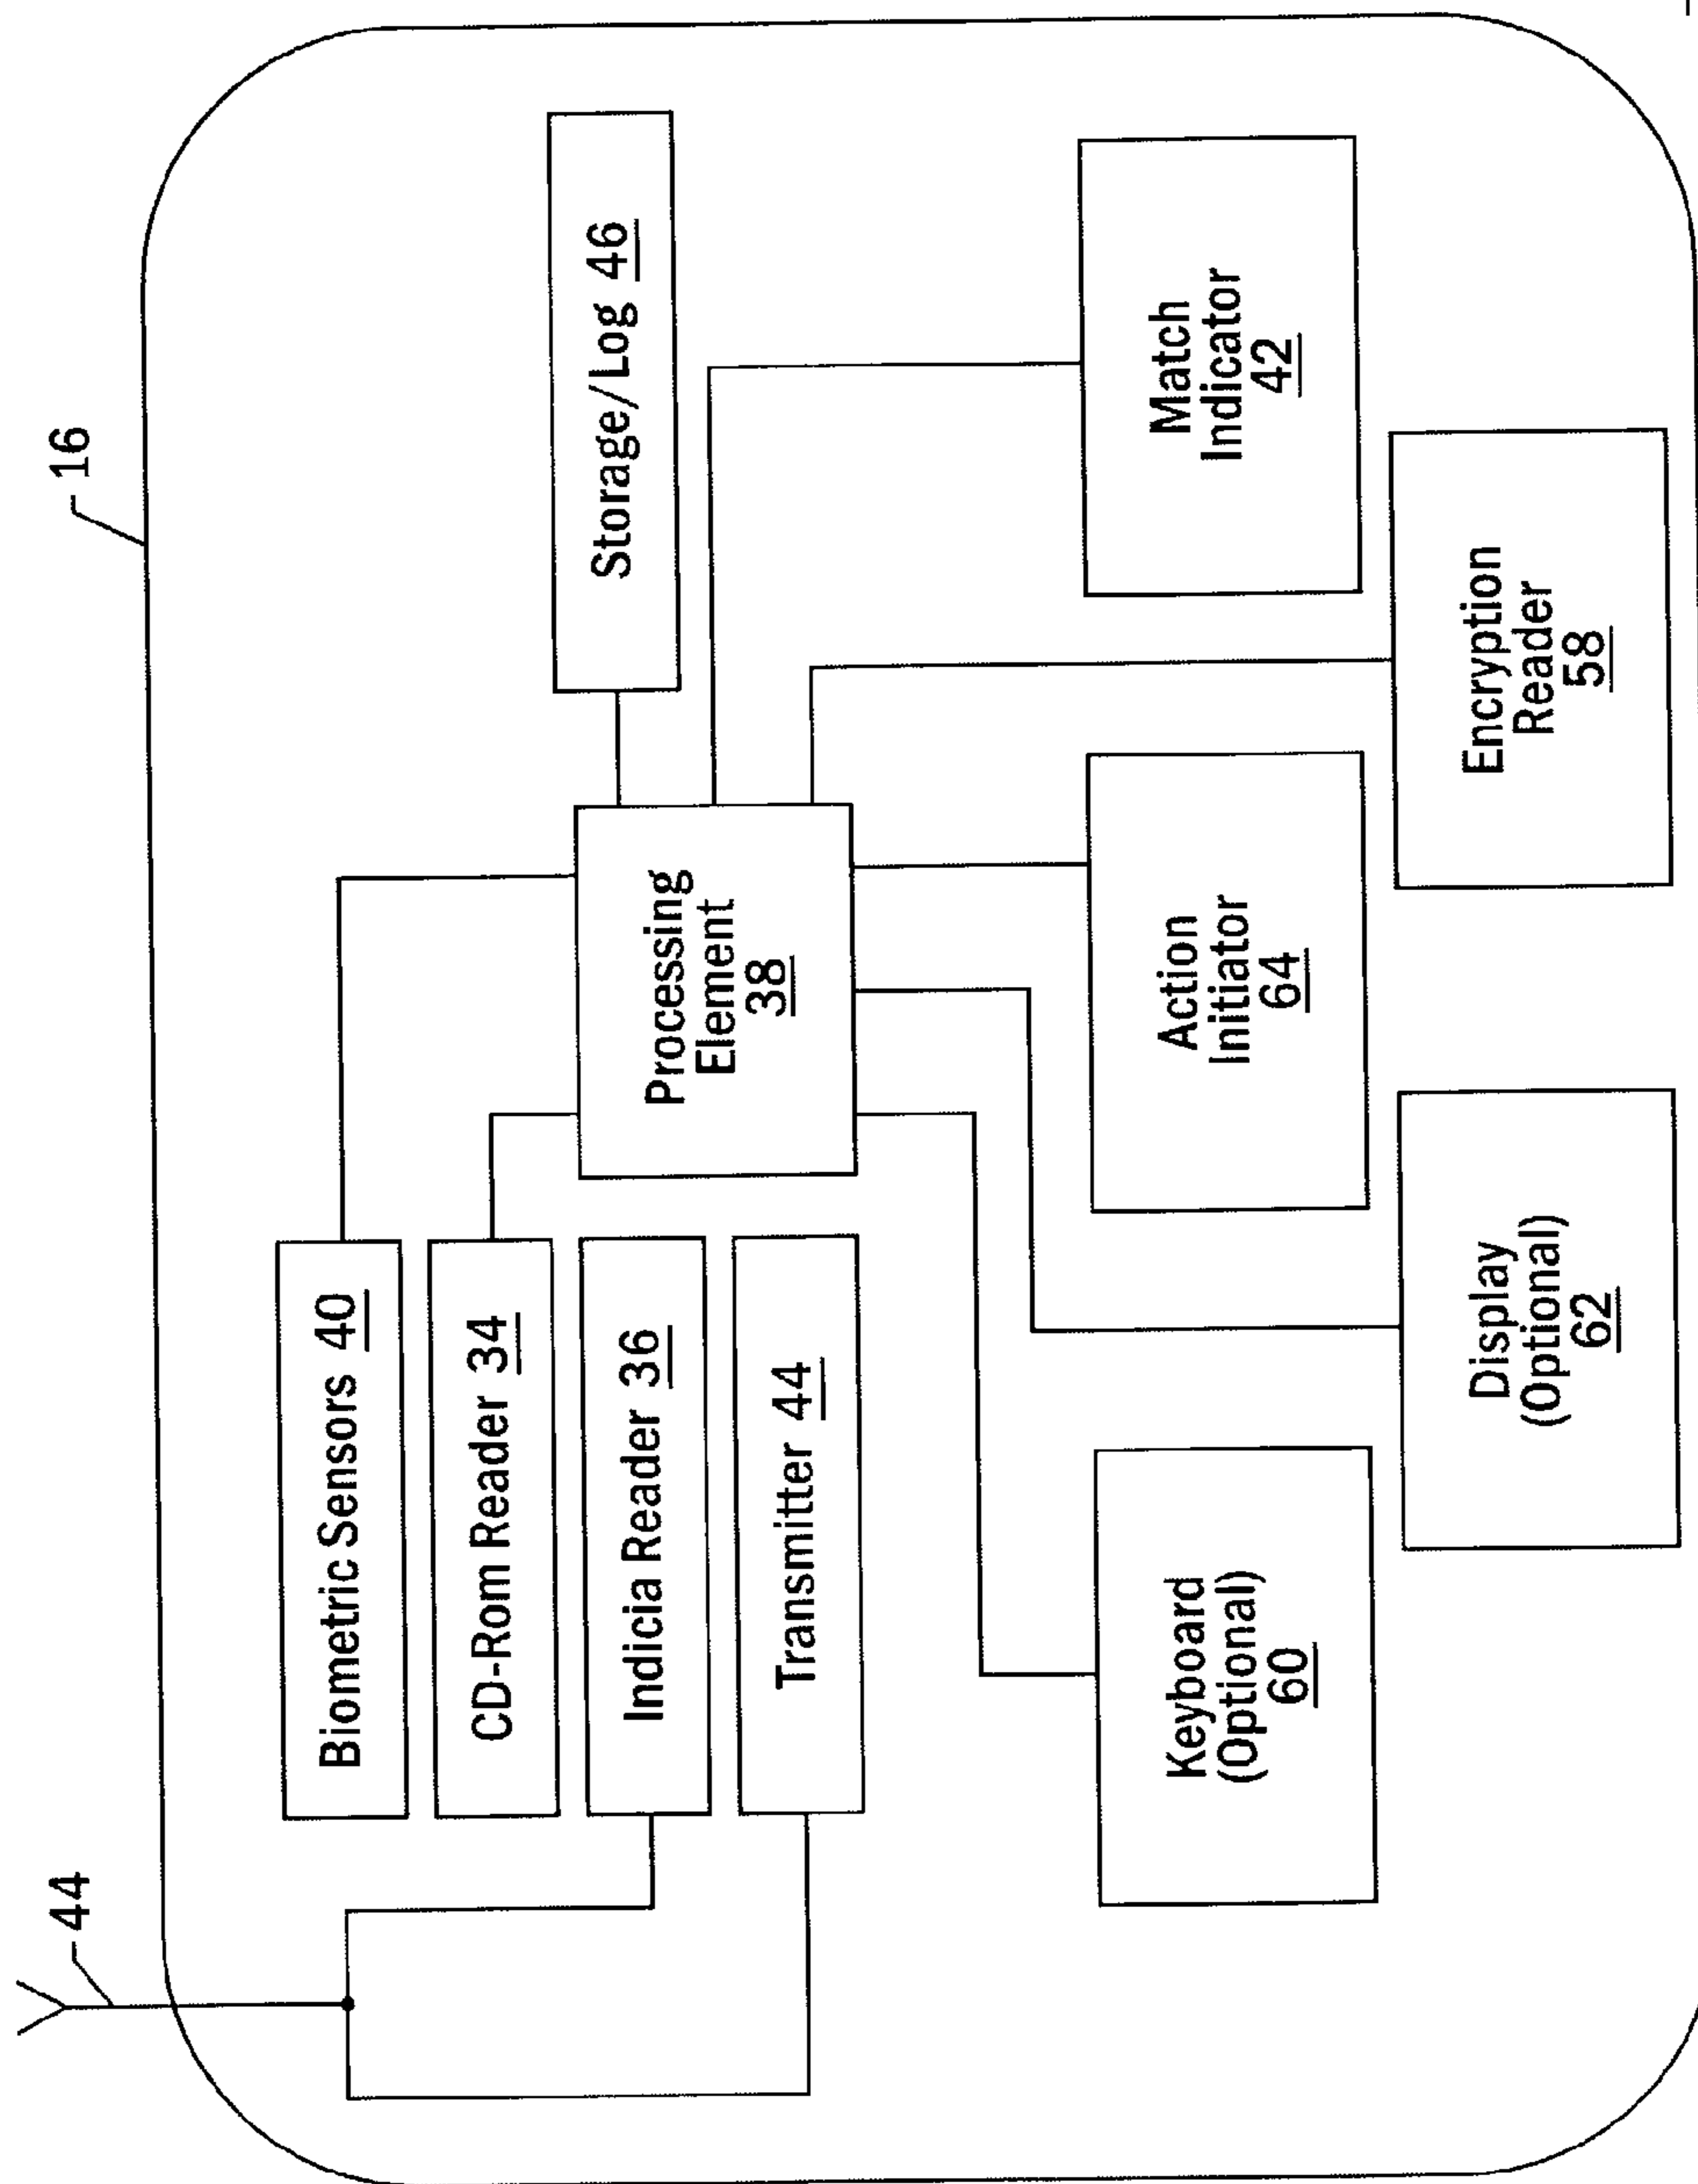 16
44
Biometric Sensors 40
CD-Rom Reader 34
Indicia Reader 36
Transmitter 44
Storage/Log 46
Processing
Element
38
Keyboard
(Optional)
60
Display
(Optional)
62
Action
Initiator
64
Encryption
Reader
58
Match
Indicator
42